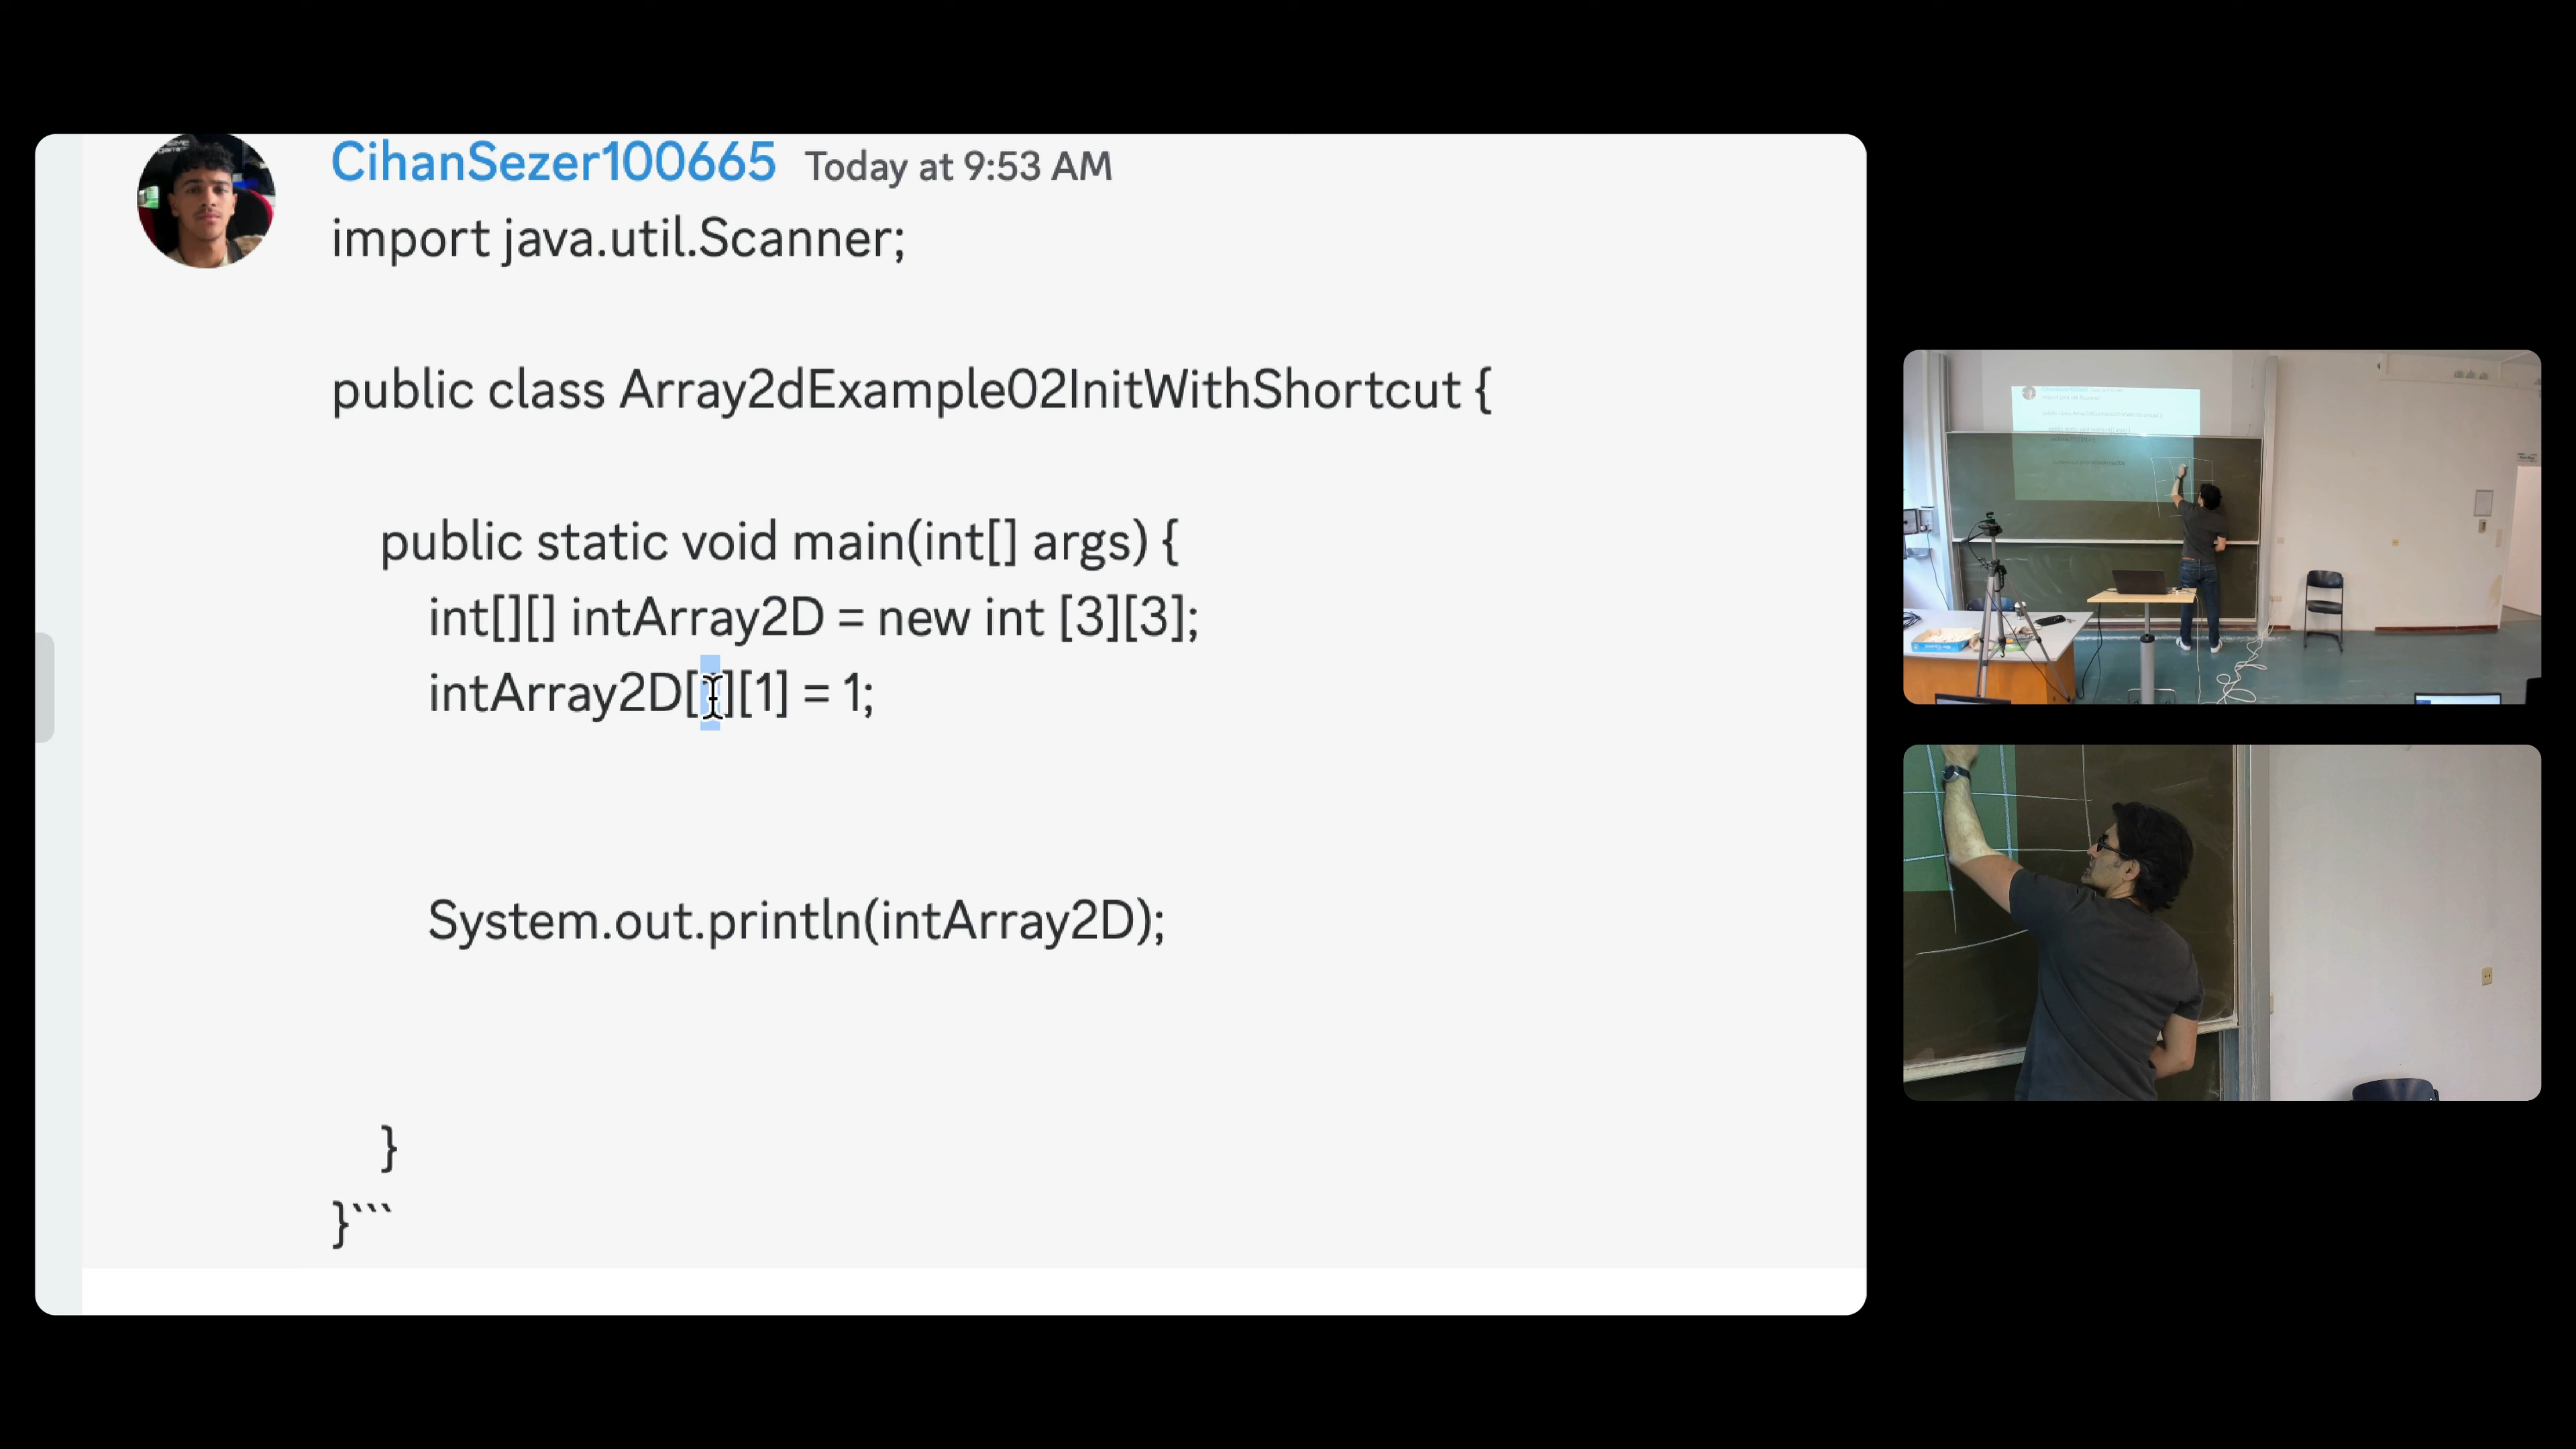 CihanSezer100665 Today at 9:53 AM
import java.util.Scanner;
public class Array2dExample02InitWithShortcut {
public static void main(int[] args) {
int[][] intArray2D = new int [3][3];
intArray2D[1][1] = 1;
System.out.println(intArray2D);
}
}```